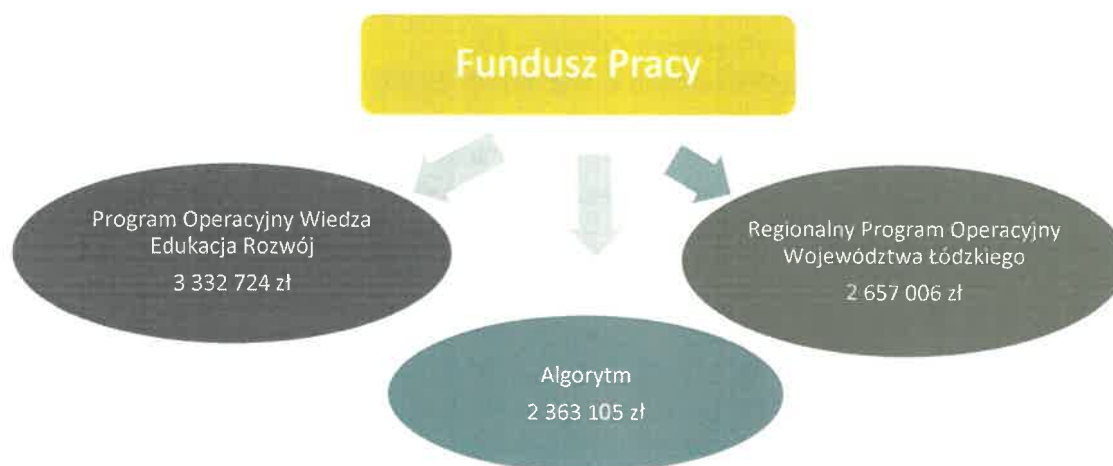 Fundusz Pracy
Program Operacyjny Wiedza
Edukacja Rozwój
3 332 724 zł
Regionalny Program Operacyjny
Województwa Łódzkiego
2 657 006 zł
Algorytm
2 363 105 zł